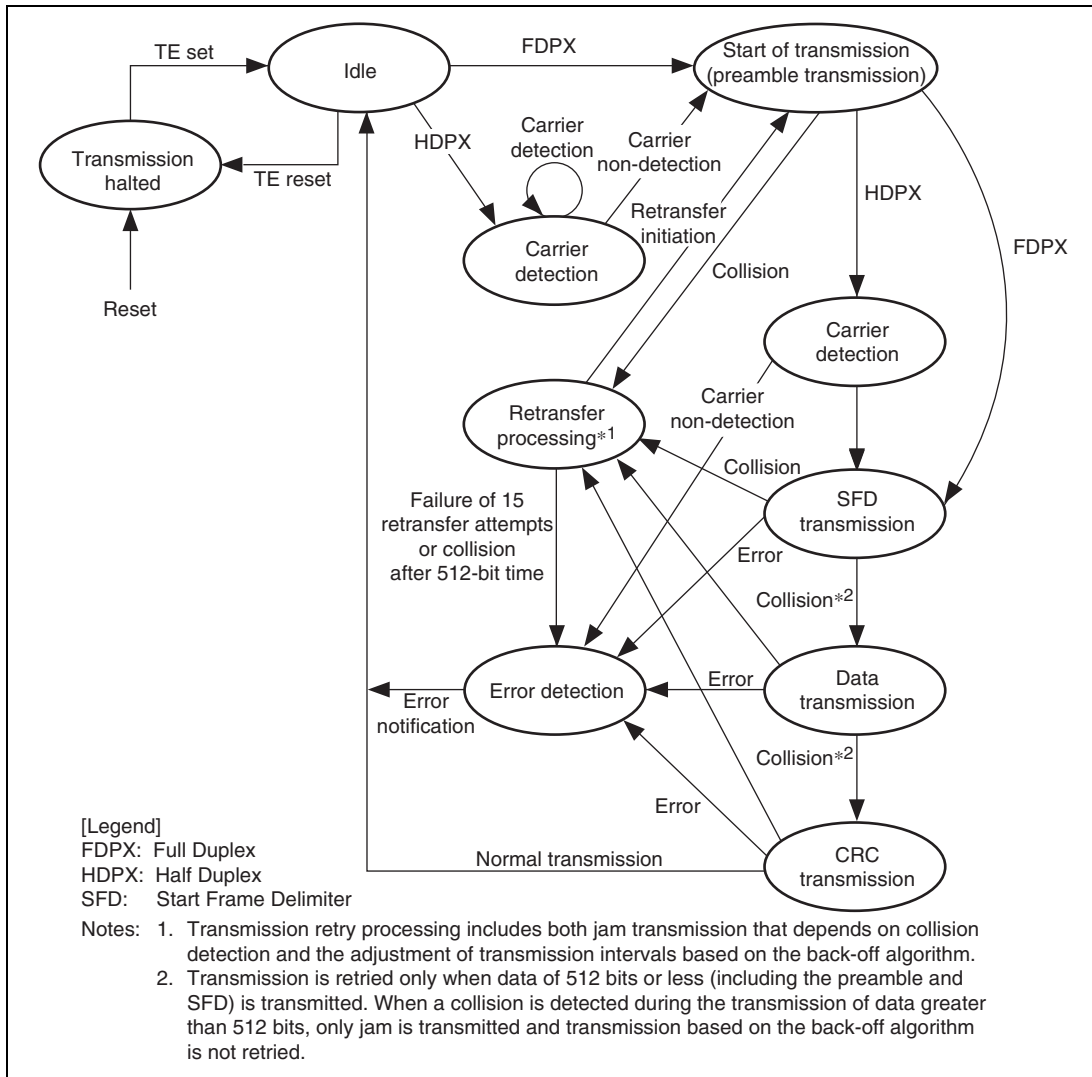 TE set
FDPX
Idle
Start of transmission
(preamble transmission)
Transmission
halted
TE reset
HDPX
Carrier
detection
Carrier
non-detection
Retransfer
initiation
Carrier
detection
Collision
HDPX
FDPX
Reset
Carrier
detection
Retransfer
processing*1
Carrier
non-detection
Collision
SFD
transmission
Failure of 15
retransfer attempts
or collision
after 512-bit time
Error
Collision*2
Error detection
Error
Data
transmission
Error
notification
Collision*2
Error
Normal transmission
CRC
transmission
[Legend]
FDPX: Full Duplex
HDPX: Half Duplex
SFD: Start Frame Delimiter
Notes: 1. Transmission retry processing includes both jam transmission that depends on collision
detection and the adjustment of transmission intervals based on the back-off algorithm.
2. Transmission is retried only when data of 512 bits or less (including the preamble and
SFD) is transmitted. When a collision is detected during the transmission of data greater
than 512 bits, only jam is transmitted and transmission based on the back-off algorithm
is not retried.